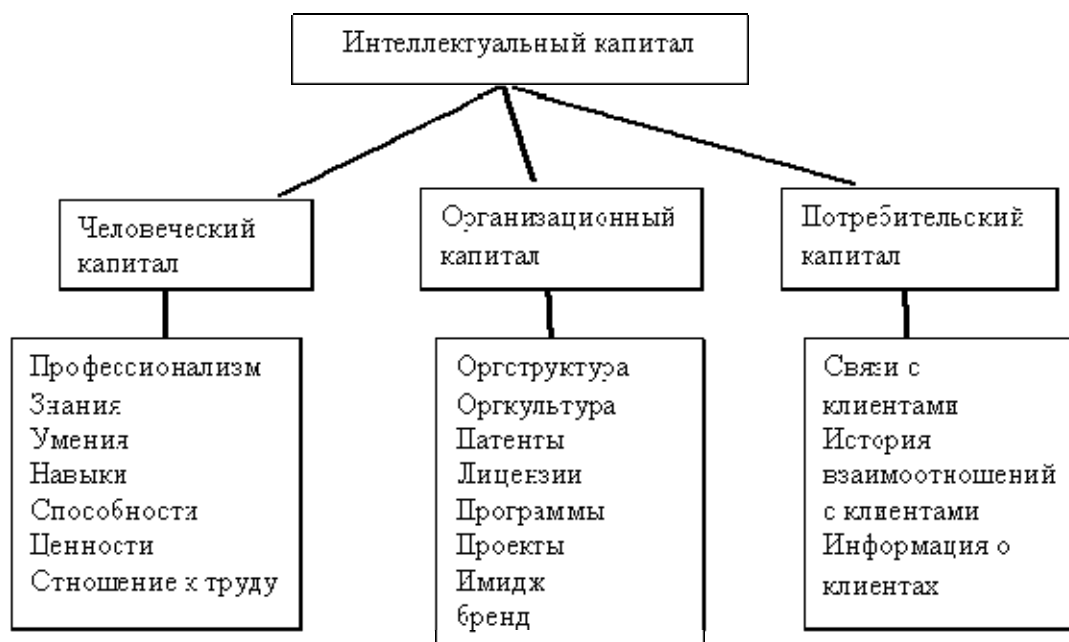 Интеллектуальный капитал
Человеческий
капитал
Организационный
капитал
Потребительский
капитал
Профессионализм
Знания
Умения
Навыки
Способности
Ценности
Отношение к труду
Оргструктура
Оргкультура
Патенты
Лицензии
Программы
Проекты
Имидж
бренд
Связи с
клиентами
История
взаимоотношений
с клиентами
Информация о
клиентах